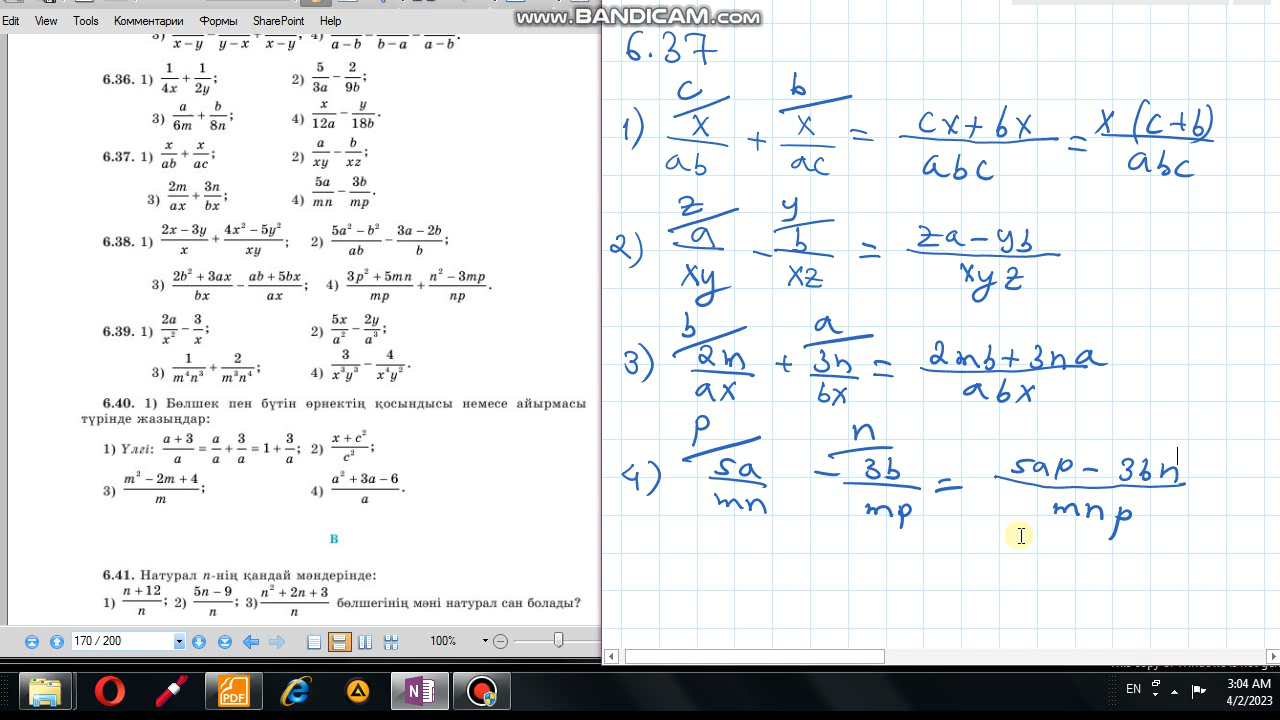 Edit View Tools Комментарии Формы SharePoint Help
www.BANDICAM.com
3) x−y y−x x−y 4) a−b b−a a−b
6.36. 1) 1/4x + 1/2y; 2) 5/3a − 2/9b;
3) a/6m + b/8n; 4) x/12a − y/18b.
6.37. 1) x/ab + x/ac; 2) a/xy − b/xz;
3) 2m/ax + 3n/bx; 4) 5a/mn − 3b/mp.
6.38. 1) (2x − 3y)/x + (4x² − 5y²)/xy; 2) (5a² − b²)/ab − (3a − 2b)/b;
3) (2b² + 3ax)/bx − (ab + 5bx)/ax; 4) (3p² + 5mn)/mp + (n² − 3mp)/np.
6.39. 1) 2a/x² − 3/x; 2) 5x/a² − 2y/a³;
3) 1/m⁴n³ + 2/m³n⁴; 4) 3/x³y³ − 4/x⁴y².
6.40. 1) Бөлшек пен бүтін өрнектің қосындысы немесе айырмасы
түрінде жазыңдар:
1) Үлгі: (a + 3)/a = a/a + 3/a = 1 + 3/a; 2) (x + c²)/c²;
3) (m² − 2m + 4)/m; 4) (a² + 3a − 6)/a.
B
6.41. Натурал n-нің қандай мәндерінде:
1) (n + 12)/n; 2) (5n − 9)/n; 3) (n² + 2n + 3)/n бөлшегінің мәні натурал сан болады?
170 / 200 100%
6.37
c b
1) x/ab + x/ac = (cx + bx)/abc = x(c+b)/abc
z y
2) a/xy − b/xz = (za − yb)/xyz
b a
3) 2m/ax + 3n/bx = (2mb + 3na)/abx
p n
4) 5a/mn − 3b/mp = (5ap − 3bn)/mnp
PDF N EN 3:04 AM
4/2/2023